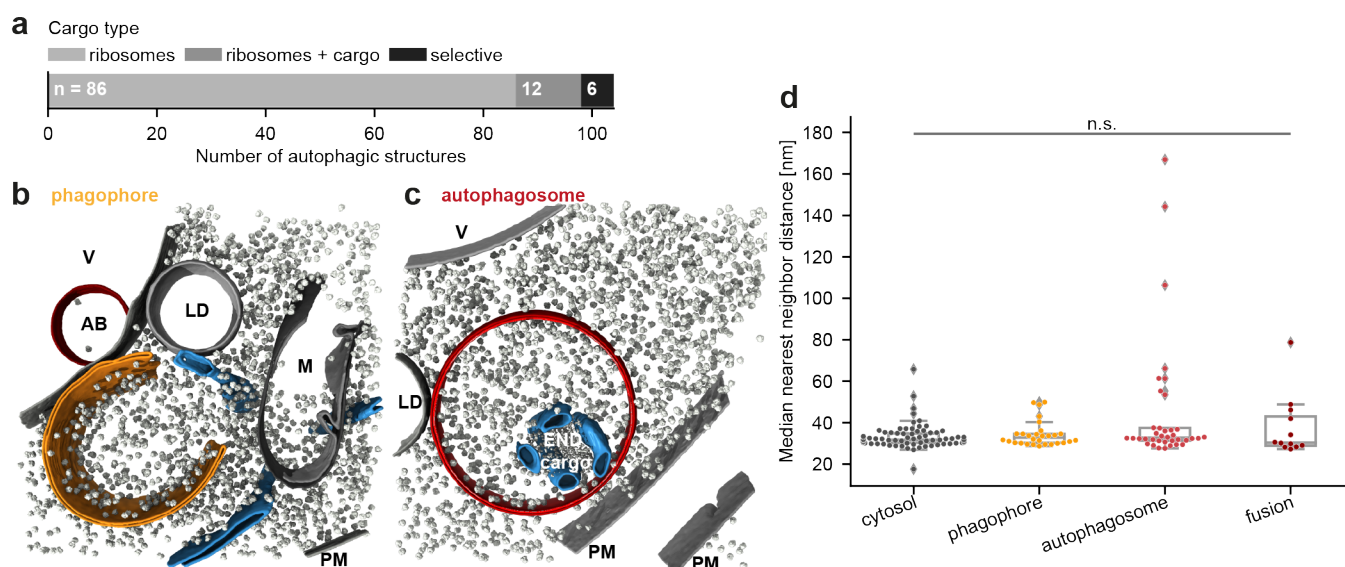 a
Cargo type
ribosomes ribosomes + cargo selective
n = 86 12 6
0 20 40 60 80 100
Number of autophagic structures
b phagophore
V
AB
LD
M
PM
c autophagosome
V
LD
END
cargo
PM
PM
d
n.s.
Median nearest neighbor distance [nm]
180
160
140
120
100
80
60
40
20
cytosol phagophore autophagosome fusion